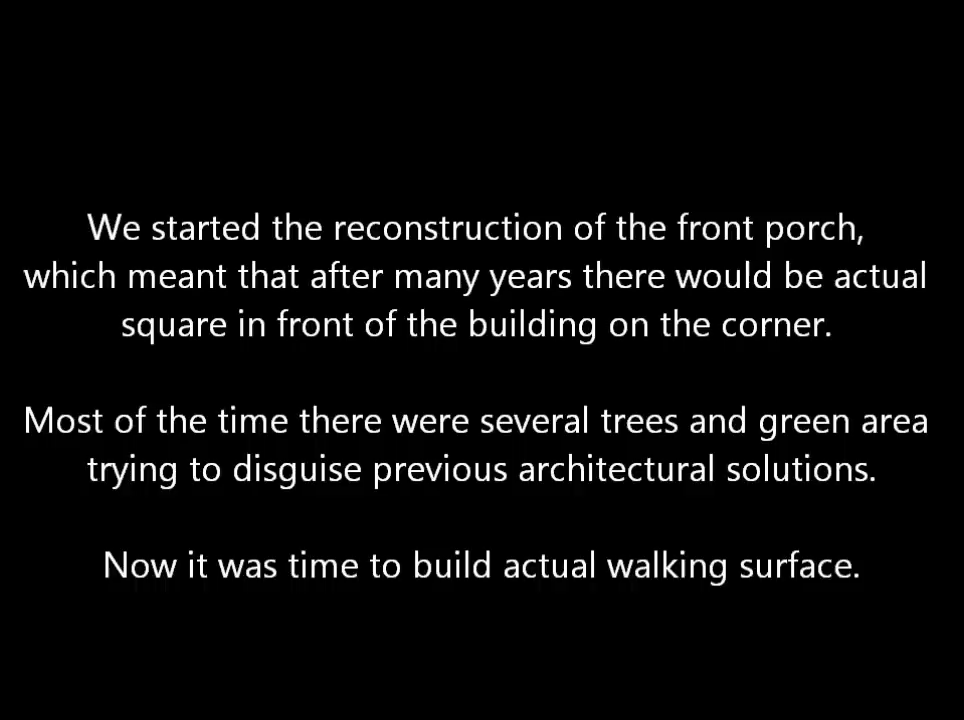 We started the reconstruction of the front porch,
which meant that after many years there would be actual
square in front of the building on the corner.
Most of the time there were several trees and green area
trying to disguise previous architectural solutions.
Now it was time to build actual walking surface.